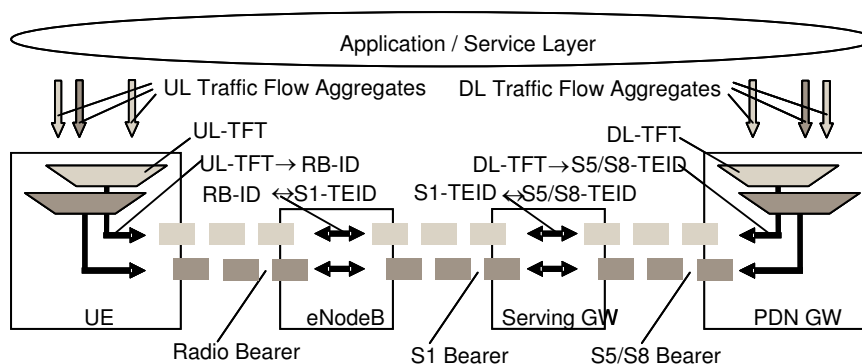 Application / Service Layer
UL Traffic Flow Aggregates
DL Traffic Flow Aggregates
UL-TFT
DL-TFT
UL-TFT → RB-ID
DL-TFT → S5/S8-TEID
RB-ID ↔ S1-TEID
S1-TEID ↔ S5/S8-TEID
UE
eNodeB
Serving GW
PDN GW
Radio Bearer
S1 Bearer
S5/S8 Bearer